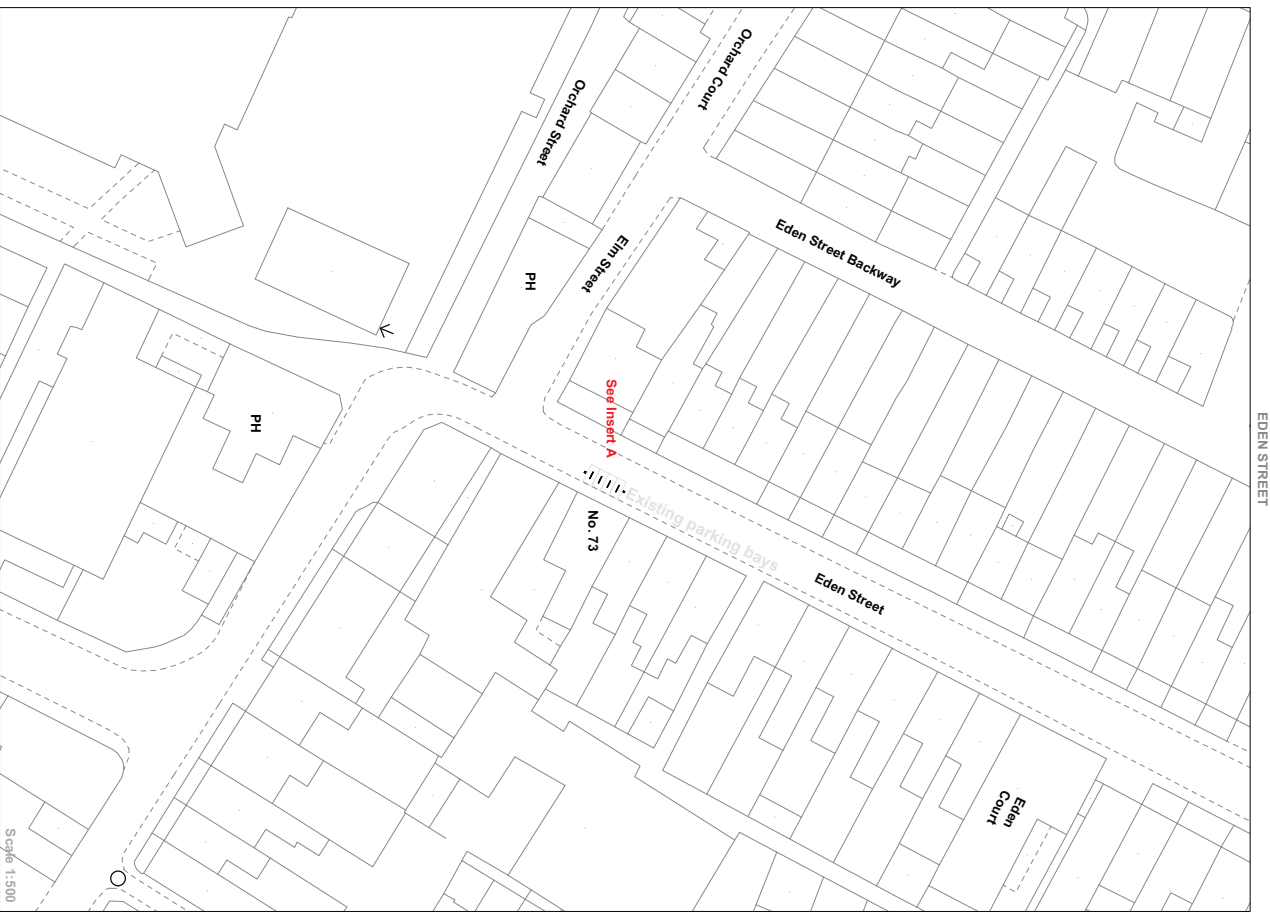 EDEN STREET
Orchard Court
Orchard Street
Eden Street Backway
Elm Street
PH
See Insert A
PH
Existing parking bays
No. 73
Eden Street
Eden
Court
Scale 1:500